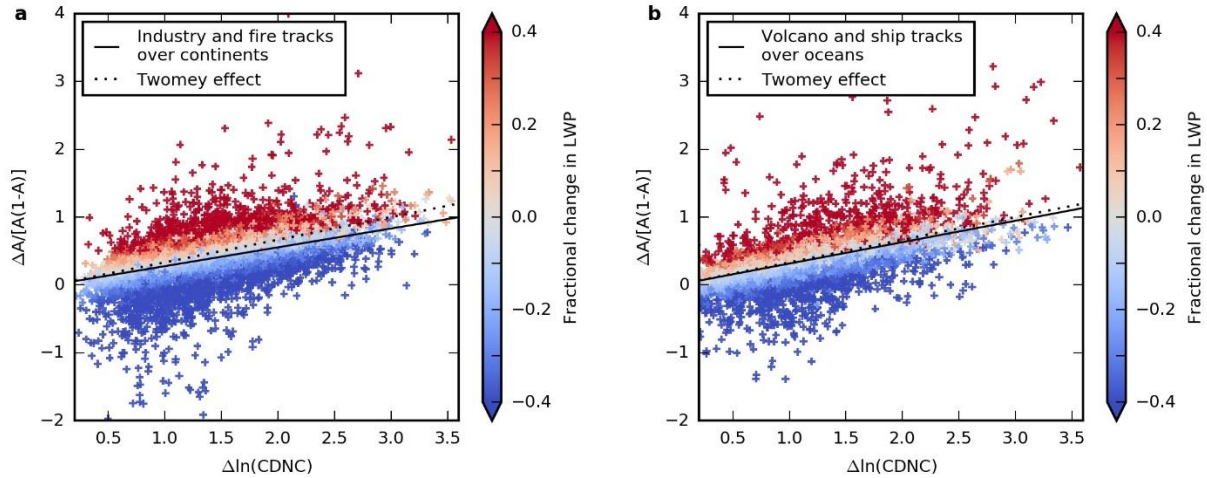 a
Industry and fire tracks
over continents
Twomey effect
ΔA/[A(1-A)]
4
3
2
1
0
−1
−2
0.5 1.0 1.5 2.0 2.5 3.0 3.5
Δln(CDNC)
0.4
0.2
0.0
−0.2
−0.4
Fractional change in LWP
b
Volcano and ship tracks
over oceans
Twomey effect
ΔA/[A(1-A)]
4
3
2
1
0
−1
−2
0.5 1.0 1.5 2.0 2.5 3.0 3.5
Δln(CDNC)
0.4
0.2
0.0
−0.2
−0.4
Fractional change in LWP